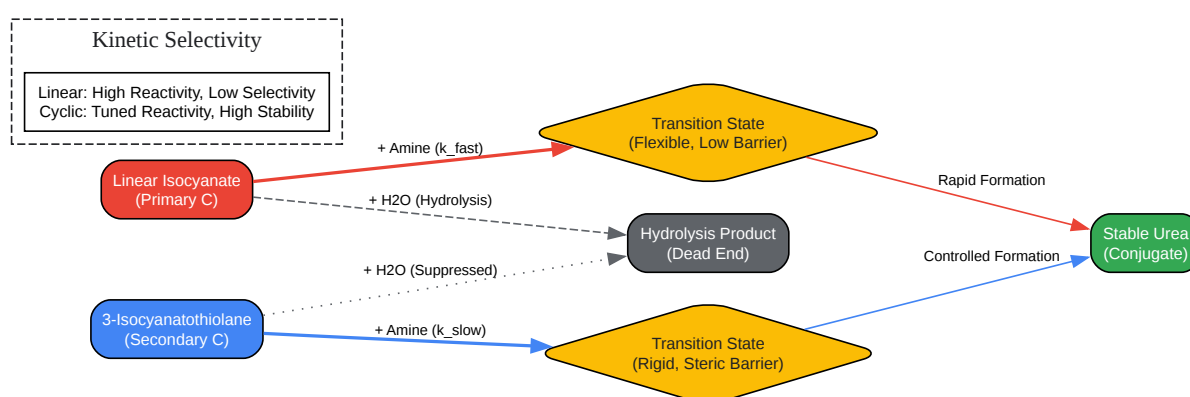 Kinetic Selectivity
Linear: High Reactivity, Low Selectivity
Cyclic: Tuned Reactivity, High Stability
Linear Isocyanate
(Primary C)
+ Amine (k_fast)
+ H2O (Hydrolysis)
Transition State
(Flexible, Low Barrier)
Rapid Formation
Hydrolysis Product
(Dead End)
Stable Urea
(Conjugate)
+ H2O (Suppressed)
Controlled Formation
3-Isocyanatothiolane
(Secondary C)
+ Amine (k_slow)
Transition State
(Rigid, Steric Barrier)